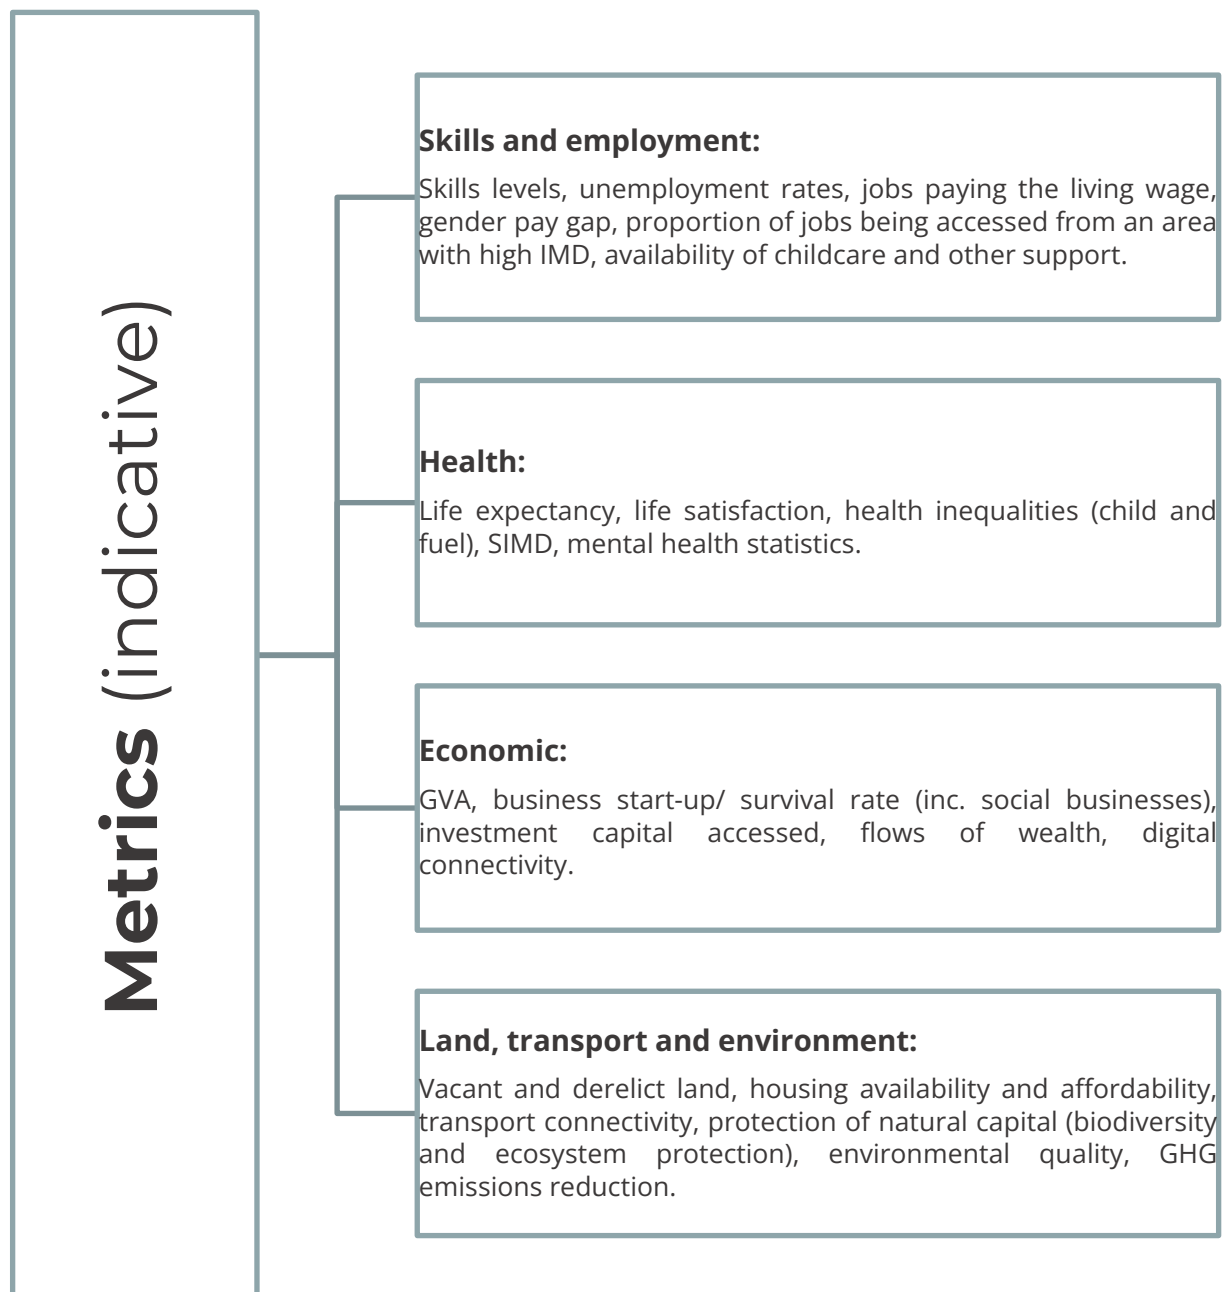 Metrics (indicative)
Skills and employment:
Skills levels, unemployment rates, jobs paying the living wage,
gender pay gap, proportion of jobs being accessed from an area
with high IMD, availability of childcare and other support.
Health:
Life expectancy, life satisfaction, health inequalities (child and
fuel), SIMD, mental health statistics.
Economic:
GVA, business start-up/ survival rate (inc. social businesses),
investment capital accessed, flows of wealth, digital
connectivity.
Land, transport and environment:
Vacant and derelict land, housing availability and affordability,
transport connectivity, protection of natural capital (biodiversity
and ecosystem protection), environmental quality, GHG
emissions reduction.